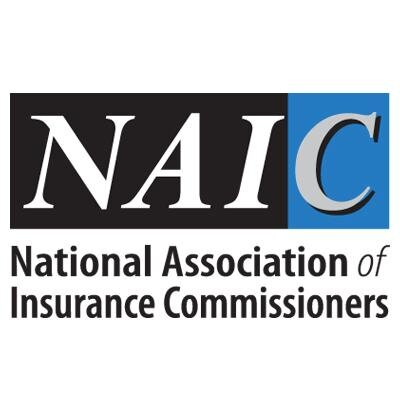 NAIC
National Association of
Insurance Commissioners